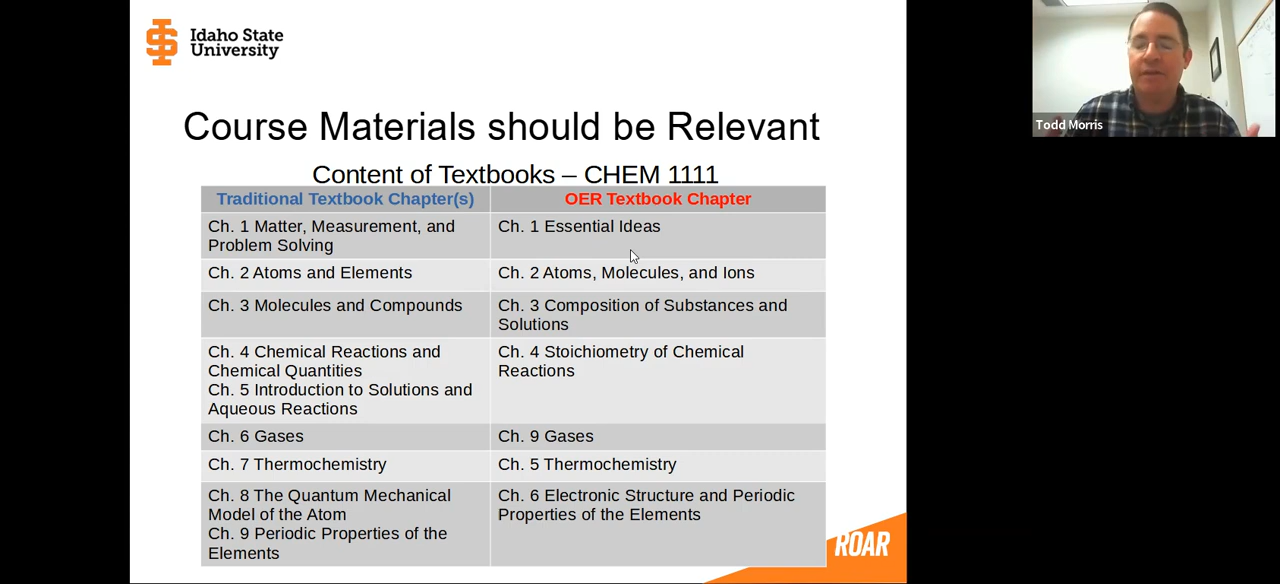 Idaho State
University
Todd Morris
Course Materials should be Relevant
Content of Textbooks – CHEM 1111
Traditional Textbook Chapter(s)
OER Textbook Chapter
Ch. 1 Matter, Measurement, and
Problem Solving
Ch. 1 Essential Ideas
Ch. 2 Atoms and Elements
Ch. 2 Atoms, Molecules, and Ions
Ch. 3 Molecules and Compounds
Ch. 3 Composition of Substances and
Solutions
Ch. 4 Chemical Reactions and
Chemical Quantities
Ch. 5 Introduction to Solutions and
Aqueous Reactions
Ch. 4 Stoichiometry of Chemical
Reactions
Ch. 6 Gases
Ch. 9 Gases
Ch. 7 Thermochemistry
Ch. 5 Thermochemistry
Ch. 8 The Quantum Mechanical
Model of the Atom
Ch. 9 Periodic Properties of the
Elements
Ch. 6 Electronic Structure and Periodic
Properties of the Elements
ROAR